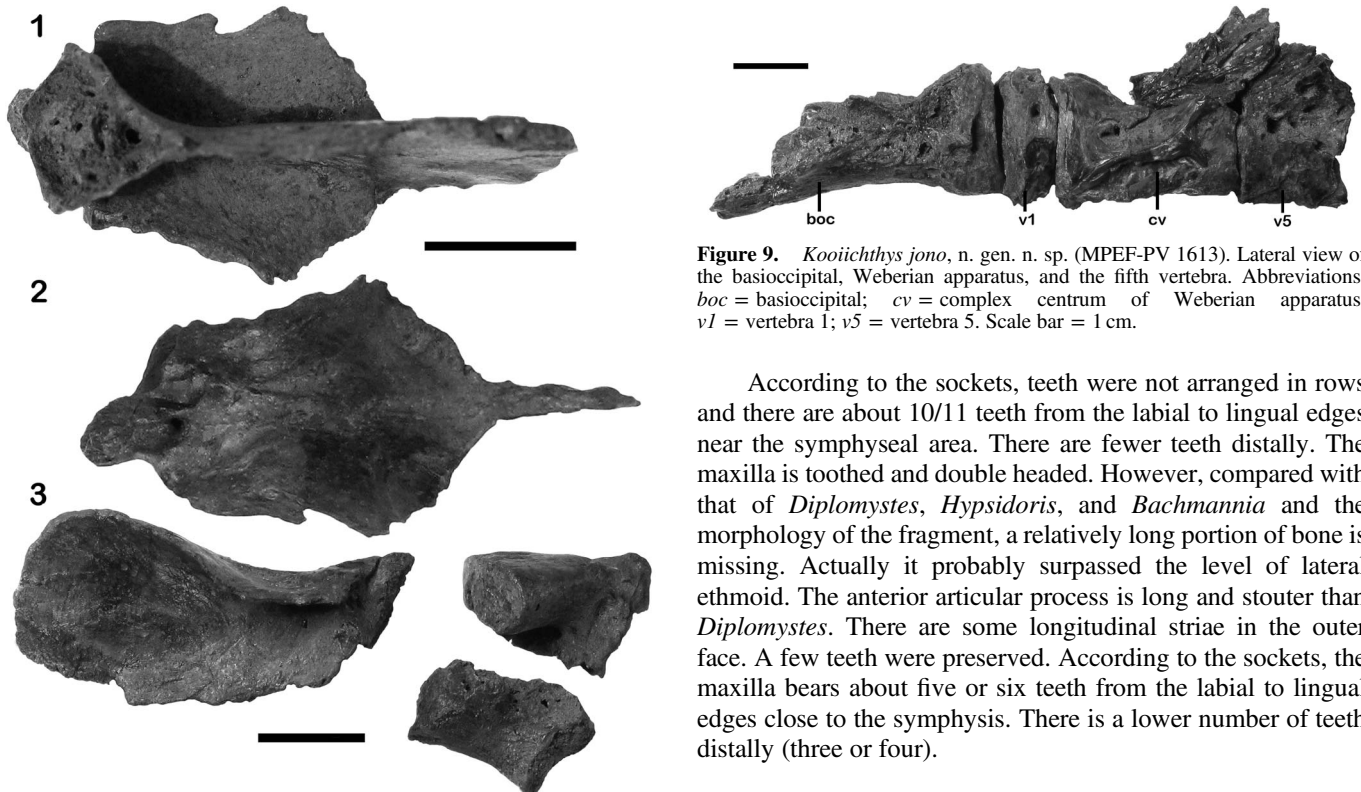 1
2
3
boc
v1
cv
v5
Figure 9. Kooiichthys jono, n. gen. n. sp. (MPEF-PV 1613). Lateral view of
the basioccipital, Weberian apparatus, and the fifth vertebra. Abbreviations
boc = basioccipital; cv = complex centrum of Weberian apparatus
v1 = vertebra 1; v5 = vertebra 5. Scale bar = 1 cm.
According to the sockets, teeth were not arranged in rows
and there are about 10/11 teeth from the labial to lingual edges
near the symphyseal area. There are fewer teeth distally. The
maxilla is toothed and double headed. However, compared with
that of Diplomystes, Hypsidoris, and Bachmannia and the
morphology of the fragment, a relatively long portion of bone is
missing. Actually it probably surpassed the level of lateral
ethmoid. The anterior articular process is long and stouter than
Diplomystes. There are some longitudinal striae in the outer
face. A few teeth were preserved. According to the sockets, the
maxilla bears about five or six teeth from the labial to lingual
edges close to the symphysis. There is a lower number of teeth
distally (three or four).